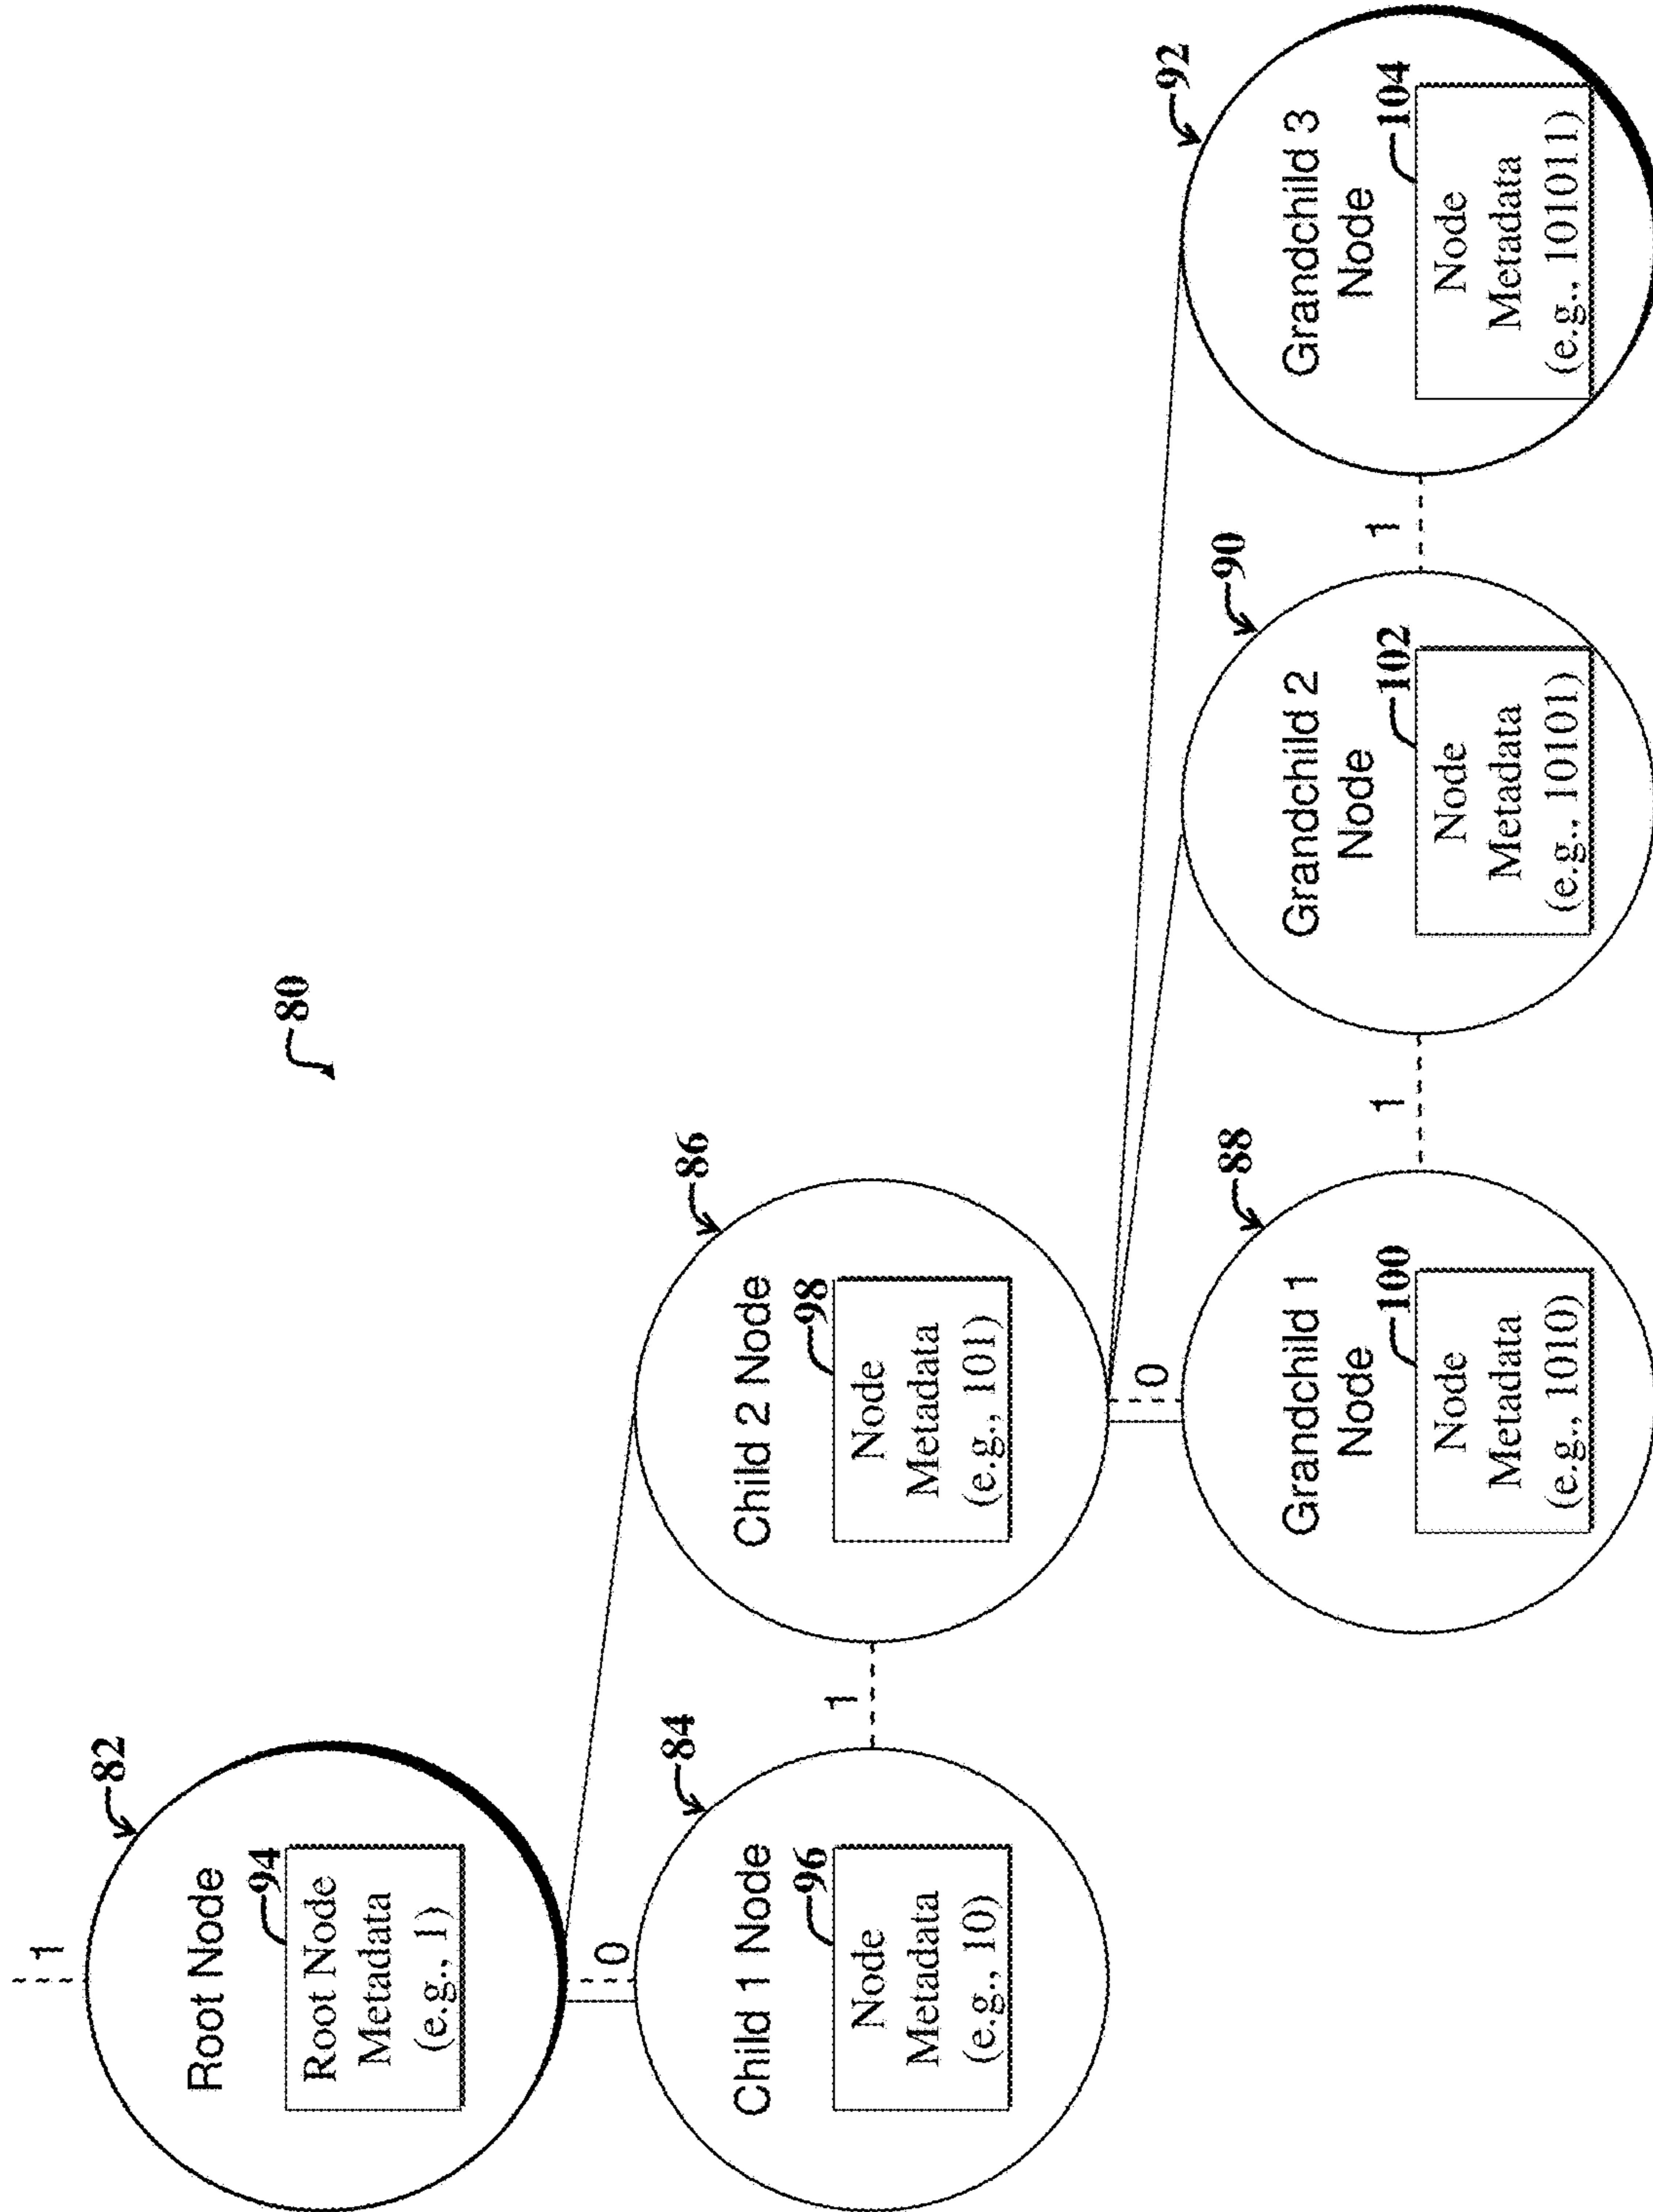 80
1
82
Root Node
94
Root Node
Metadata
(e.g., 1)
0
84
Child 1 Node
96
Node
Metadata
(e.g., 10)
1
86
Child 2 Node
98
Node
Metadata
(e.g., 101)
0
88
Grandchild 1
Node
100
Node
Metadata
(e.g., 1010)
1
90
Grandchild 2
Node
102
Node
Metadata
(e.g., 10101)
1
92
Grandchild 3
Node
104
Node
Metadata
(e.g., 101011)